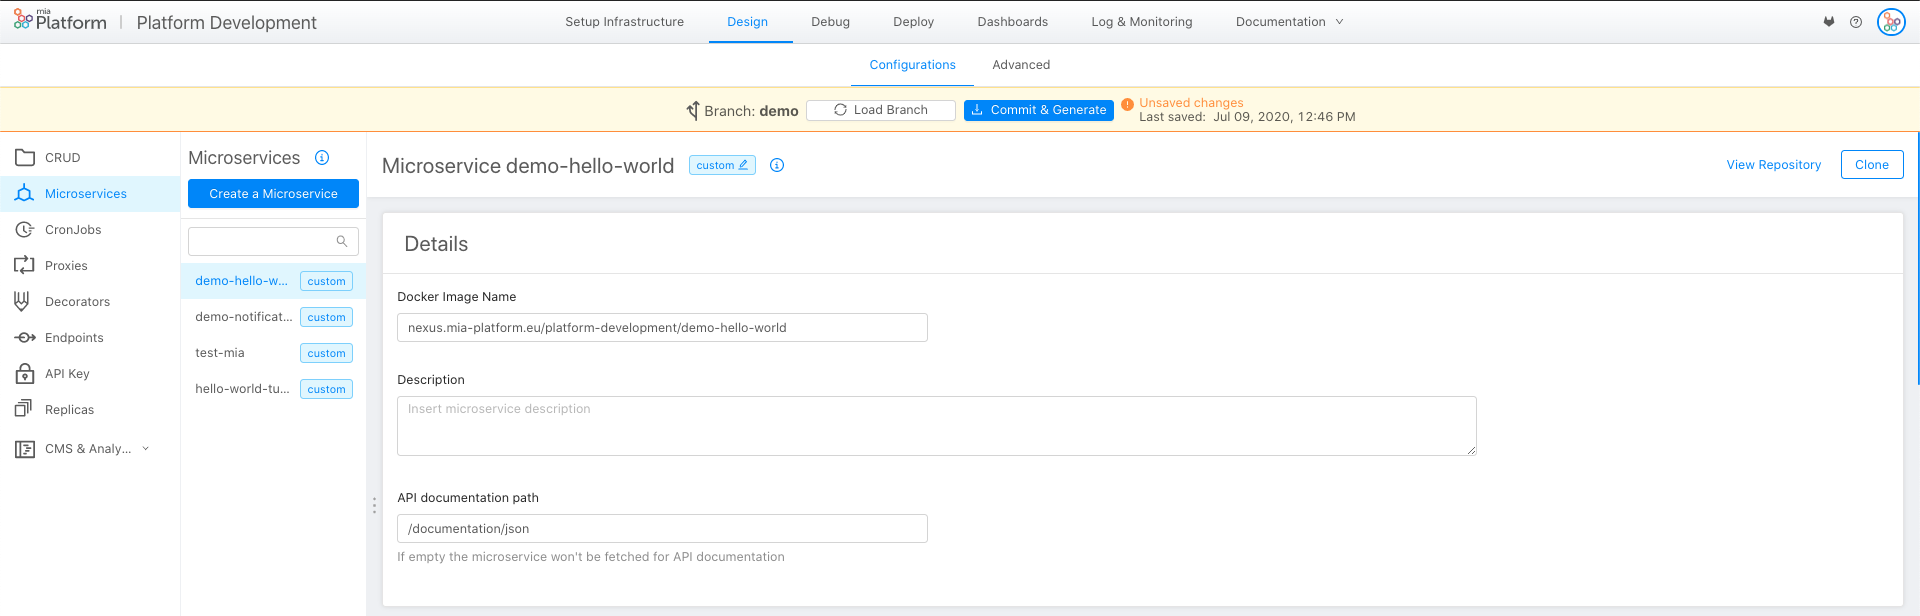 mia
Platform
Platform Development
Setup Infrastructure
Design
Debug
Deploy
Dashboards
Log & Monitoring
Documentation
Configurations
Advanced
Branch: demo
Load Branch
Commit & Generate
Unsaved changes
Last saved: Jul 09, 2020, 12:46 PM
CRUD
Microservices
CronJobs
Proxies
Decorators
Endpoints
API Key
Replicas
CMS & Analy...
Microservices
Create a Microservice
demo-hello-w... custom
demo-notificat... custom
test-mia custom
hello-world-tu... custom
Microservice demo-hello-world custom
View Repository
Clone
Details
Docker Image Name
nexus.mia-platform.eu/platform-development/demo-hello-world
Description
Insert microservice description
API documentation path
/documentation/json
If empty the microservice won't be fetched for API documentation